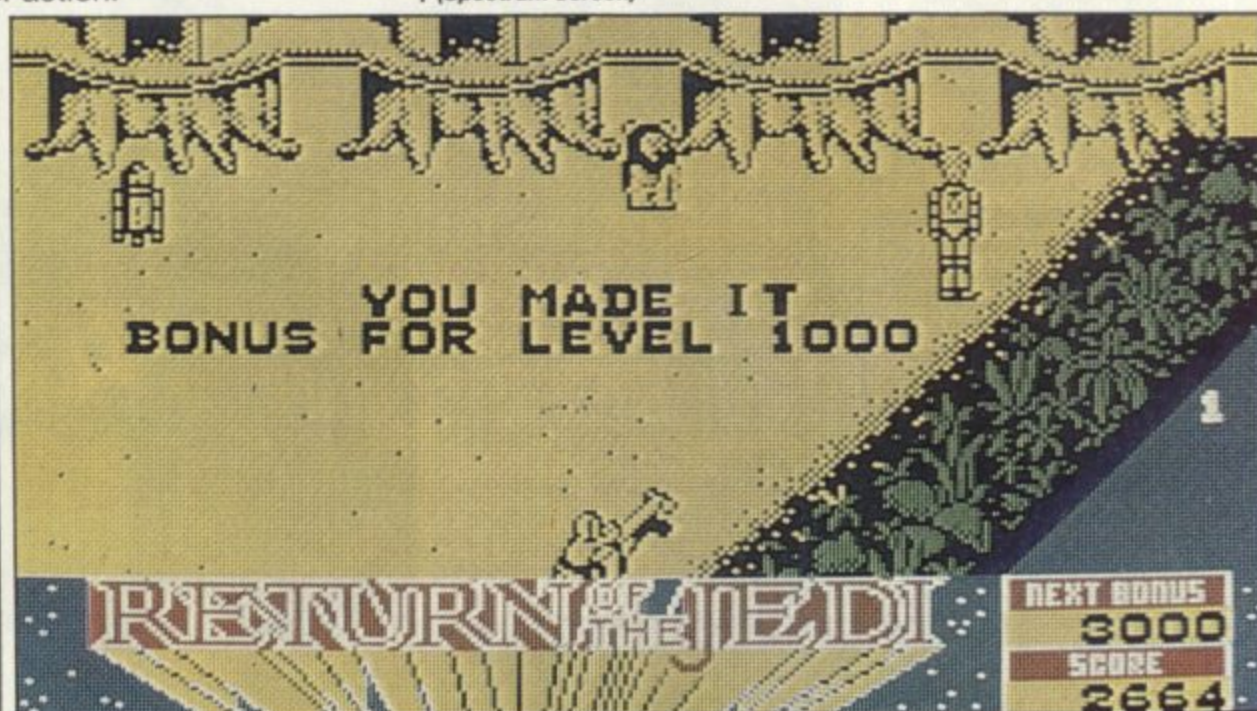 YOU MADE IT
BONUS FOR LEVEL 1000
1
RETURN OF THE JEDI
NEXT BONUS
3000
SCORE
2664